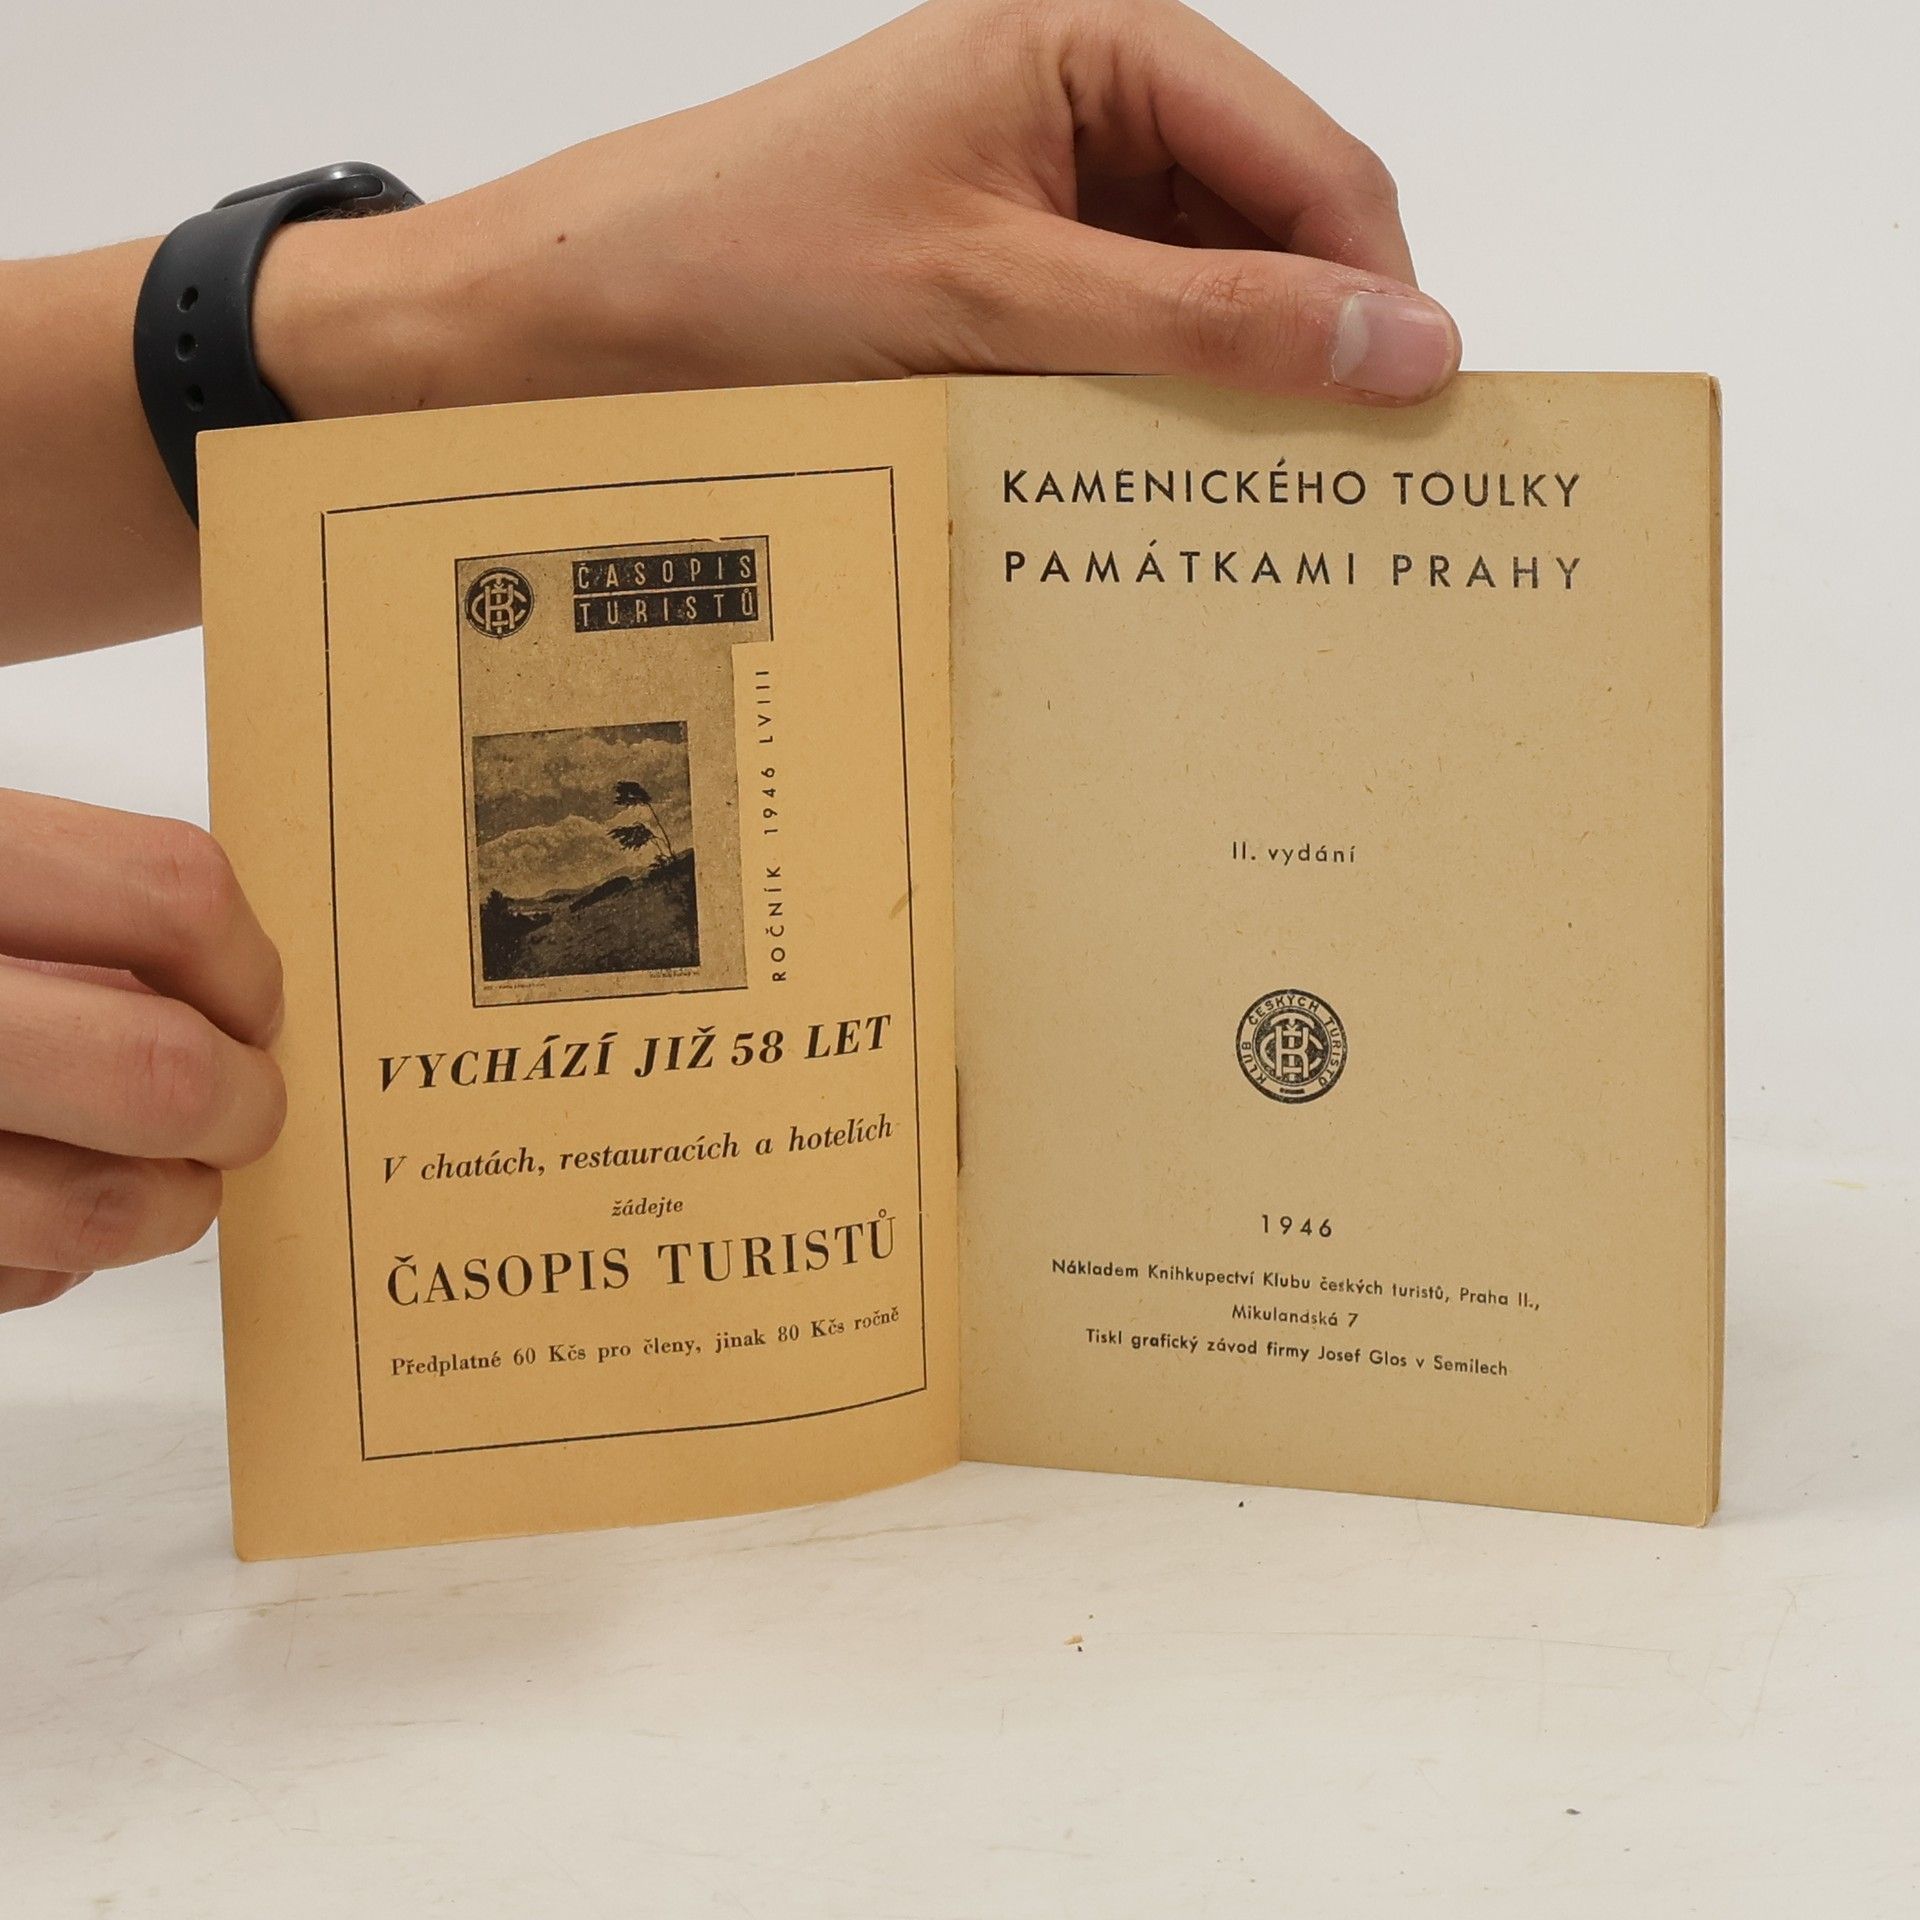 ČASOPIS
TURISTŮ
ROČNÍK 1946 LVIII
VYCHÁZÍ JIŽ 58 LET
V chatách, restauracích a hotelích
žádejte
ČASOPIS TURISTŮ
Předplatné 60 Kčs pro členy, jinak 80 Kčs ročně
KAMENICKÉHO TOULKY
PAMÁTKAMI PRAHY
II. vydání
KLUB ČESKÝCH TURISTŮ
1946
Nákladem Knihkupectví Klubu českých turistů, Praha II.,
Mikulandská 7
Tiskl grafický závod firmy Josef Glos v Semilech